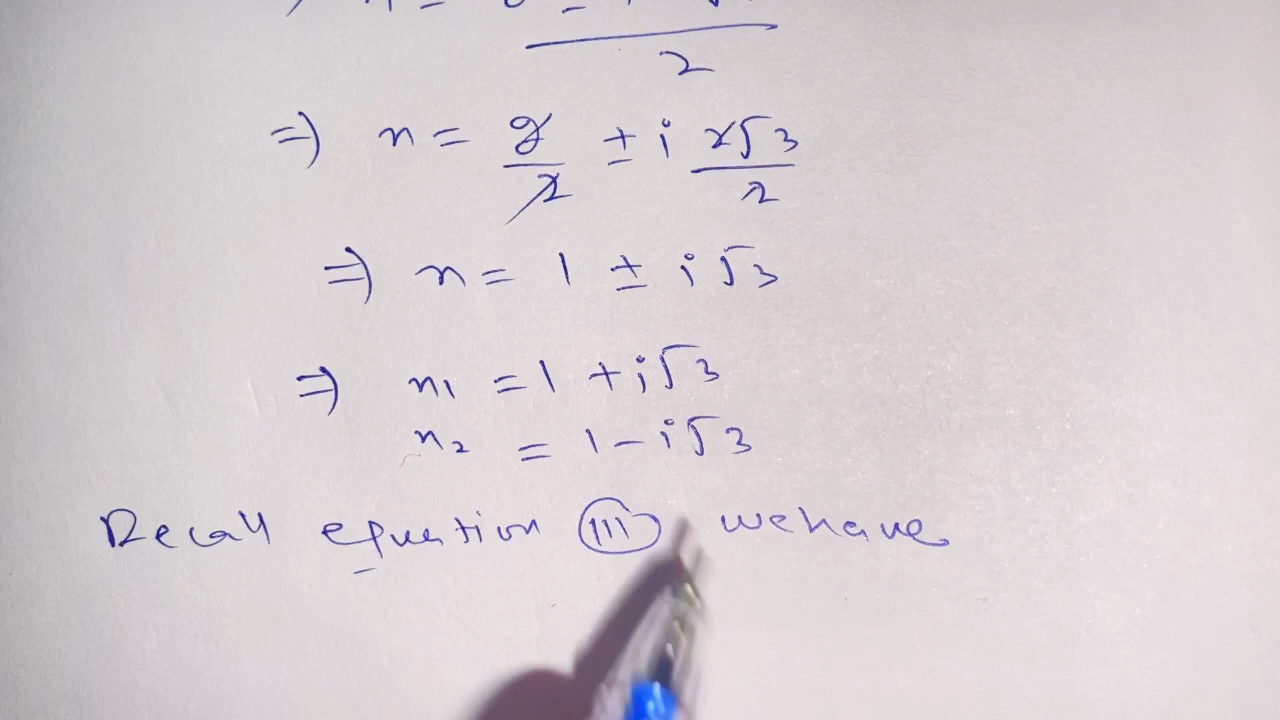 2
=> n = 2/2 ± i 2√3/2
=> n = 1 ± i√3
=> n1 = 1 + i√3
n2 = 1 - i√3
Recall equation (III) we have